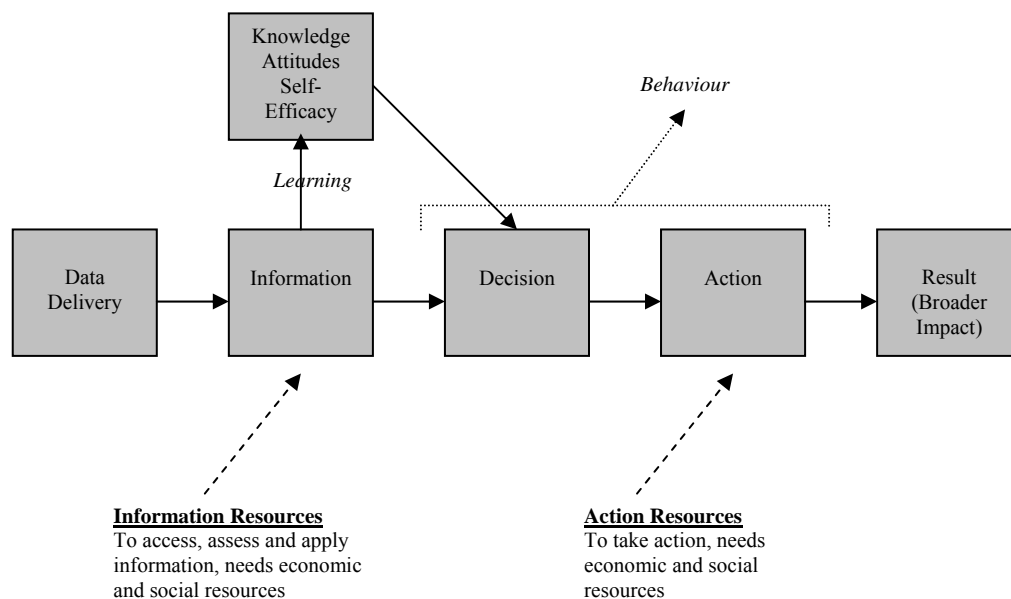 Knowledge
Attitudes
Self-
Efficacy
Behaviour
Learning
Data
Delivery
Information
Decision
Action
Result
(Broader
Impact)
Information Resources
To access, assess and apply
information, needs economic
and social resources
Action Resources
To take action, needs
economic and social
resources